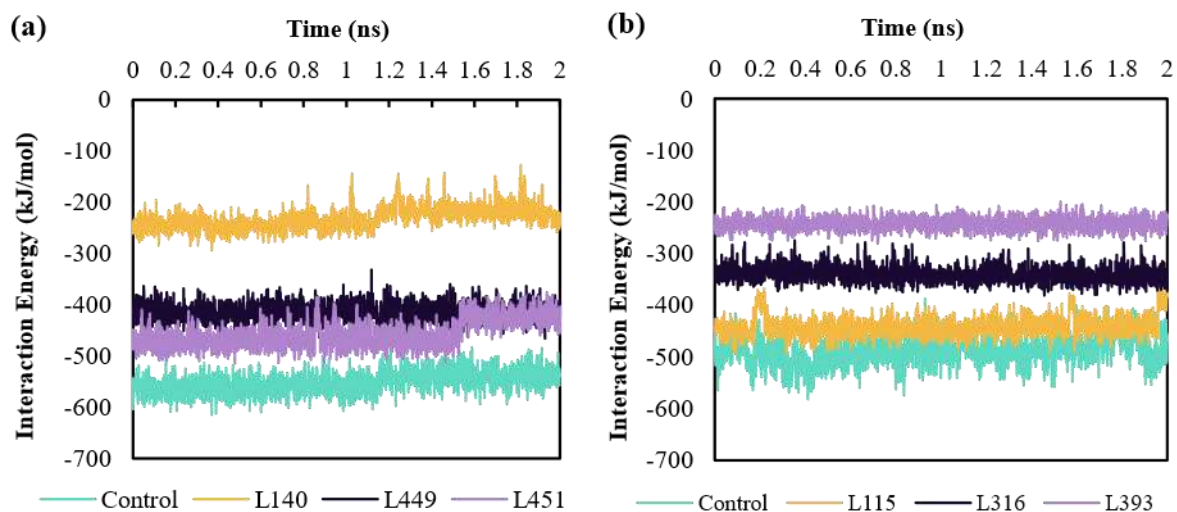 (a)
Time (ns)
0 0.2 0.4 0.6 0.8 1 1.2 1.4 1.6 1.8 2
0
-100
-200
-300
-400
-500
-600
-700
Interaction Energy (kJ/mol)
Control L140 L449 L451
(b)
Time (ns)
0 0.2 0.4 0.6 0.8 1 1.2 1.4 1.6 1.8 2
0
-100
-200
-300
-400
-500
-600
-700
Interaction Energy (kJ/mol)
Control L115 L316 L393